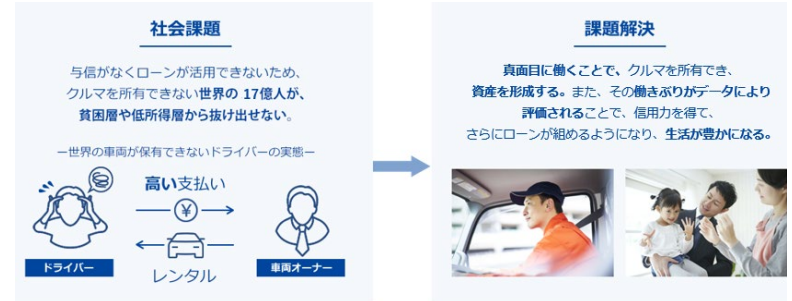 社会課題
与信がなくローンが活用できないため、
クルマを所有できない世界の 17億人が、
貧困層や低所得層から抜け出せない。
ー世界の車両が保有できないドライバーの実態ー
高い支払い
¥
レンタル
ドライバー
車両オーナー
課題解決
真面目に働くことで、クルマを所有でき、
資産を形成する。また、その働きぶりがデータにより
評価されることで、信用力を得て、
さらにローンが組めるようになり、生活が豊かになる。